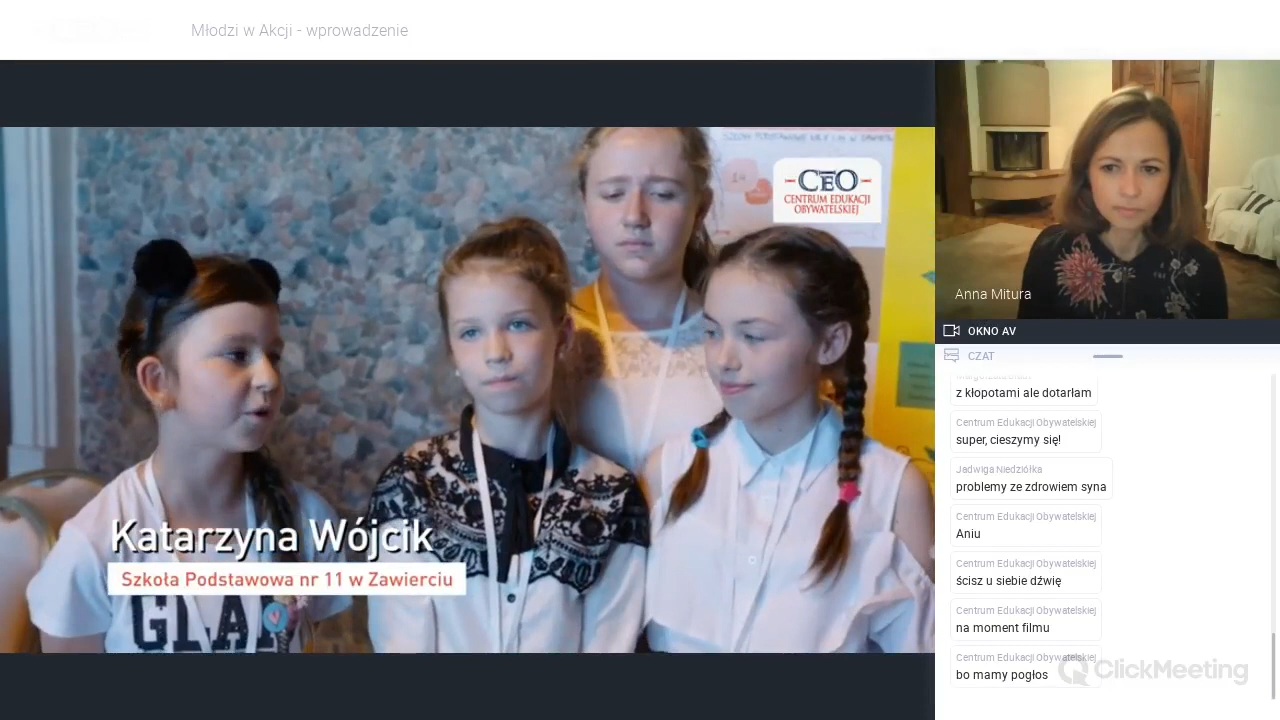 Młodzi w Akcji - wprowadzenie
14
CEO
CENTRUM EDUKACJI
OBYWATELSKIEJ
Katarzyna Wójcik
Szkoła Podstawowa nr 11 w Zawierciu
Anna Mitura
OKNO AV
CZAT
z kłopotami ale dotarłam
Centrum Edukacji Obywatelskiej
super, cieszymy się!
Jadwiga Niedziółka
problemy ze zdrowiem syna
Centrum Edukacji Obywatelskiej
Aniu
Centrum Edukacji Obywatelskiej
ścisz u siebie dźwię
Centrum Edukacji Obywatelskiej
na moment filmu
Centrum Edukacji Obywatelskiej
bo mamy pogłos
ClickMeeting